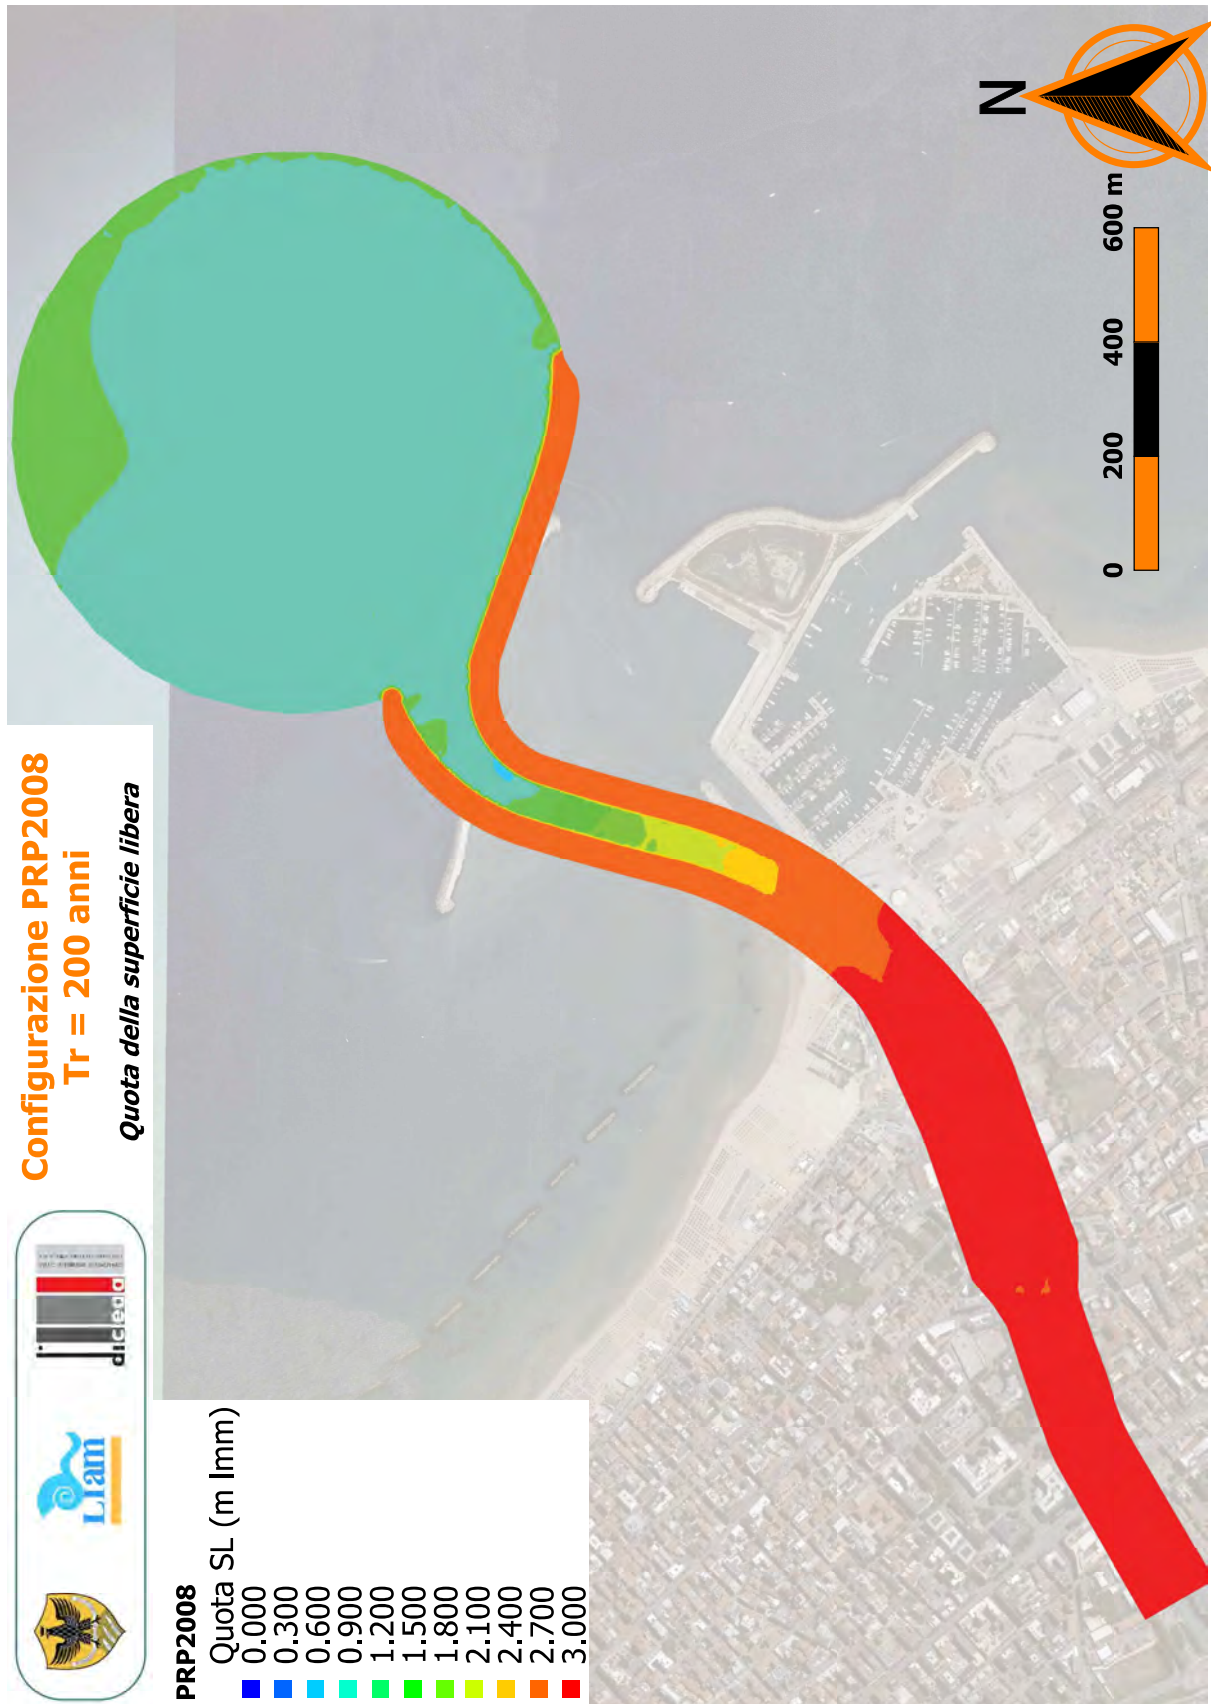 Configurazione PRP2008
Tr = 200 anni
Quota della superficie libera
LIam
diceaa
PRP2008
Quota SL (m lmm)
0.000
0.300
0.600
0.900
1.200
1.500
1.800
2.100
2.400
2.700
3.000
N
0 200 400 600 m